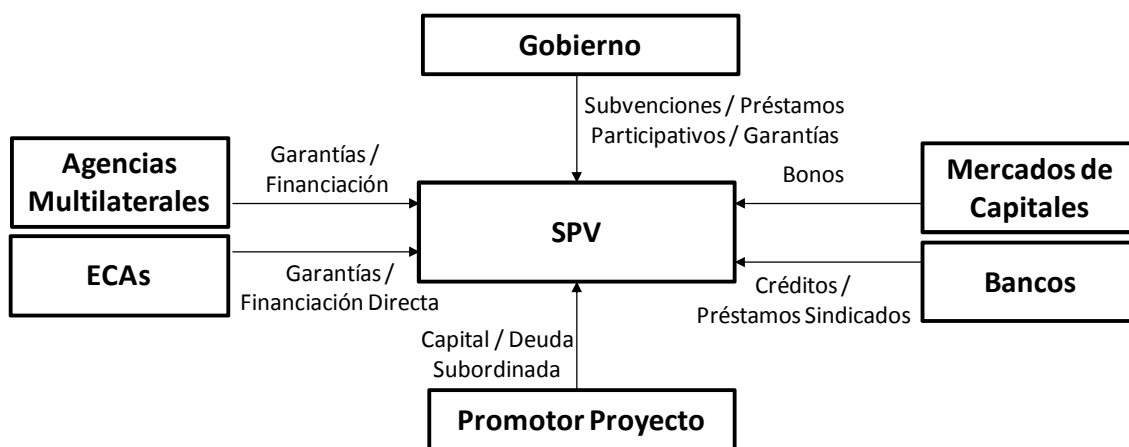 Gobierno
Subvenciones / Préstamos
Participativos / Garantías
Agencias
Multilaterales
Garantías /
Financiación
Bonos
Mercados de
Capitales
SPV
ECAs
Garantías /
Financiación Directa
Créditos /
Préstamos Sindicados
Bancos
Capital / Deuda
Subordinada
Promotor Proyecto